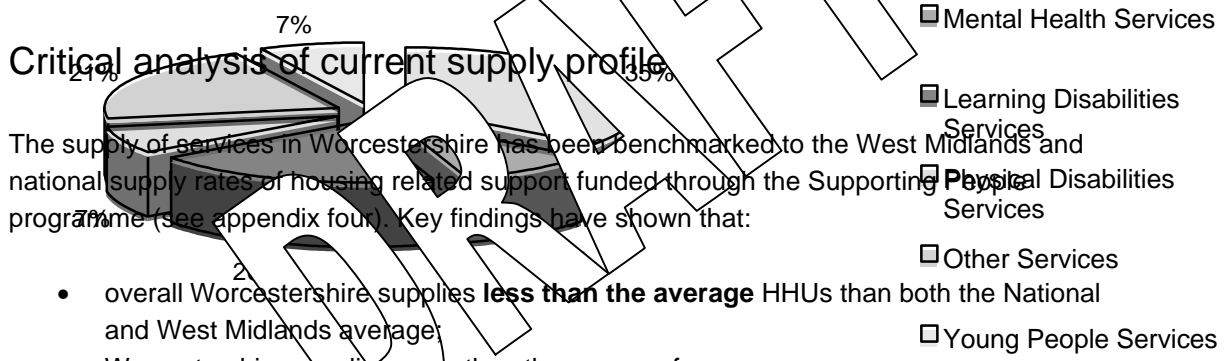 7%
Mental Health Services
Critical analysis of current supply profile
21%
35%
Learning Disabilities
Services
The supply of services in Worcestershire has been benchmarked to the West Midlands and
national supply rates of housing related support funded through the Supporting People
Physical Disabilities
Services
programme (see appendix four). Key findings have shown that:
7%
Other Services
• overall Worcestershire supplies less than the average HHUs than both the National
and West Midlands average;
Young People Services
DRAFT